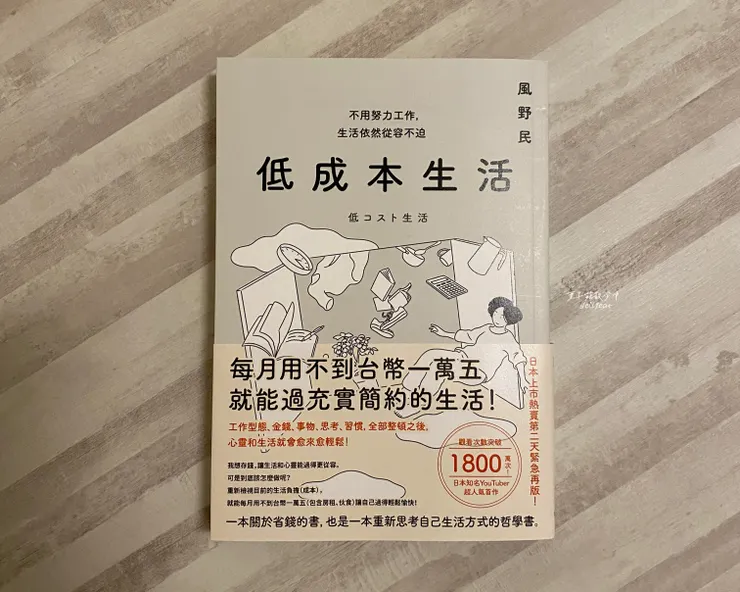 風野民
不用努力工作,
生活依然從容不迫
低成本生活
低コスト生活
每月用不到台幣一萬五
就能過充實簡約的生活！
工作型態、金錢、事物、思考、習慣，全部整頓之後，
心靈和生活就會愈來愈輕鬆！
我想存錢，讓生活和心靈能過得更從容。
可是到底該怎麼做呢？
重新檢視目前的生活負擔（成本），
就能每月用不到台幣一萬五（包含房租、伙食）讓自己過得輕鬆愉快！
一本關於省錢的書，也是一本重新思考自己生活方式的哲學書。
觀看次數突破
1800萬次！
日本知名YouTuber
超人氣首作
日本上市熱賣第二天緊急再版！